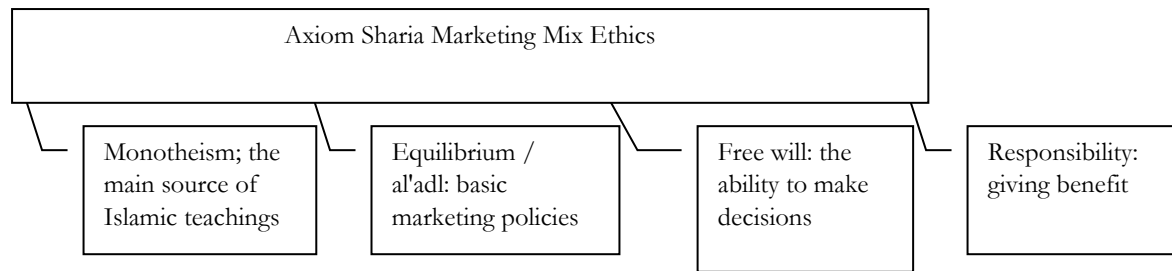 Axiom Sharia Marketing Mix Ethics
Monotheism; the
main source of
Islamic teachings
Equilibrium /
al'adl: basic
marketing policies
Free will: the
ability to make
decisions
Responsibility:
giving benefit